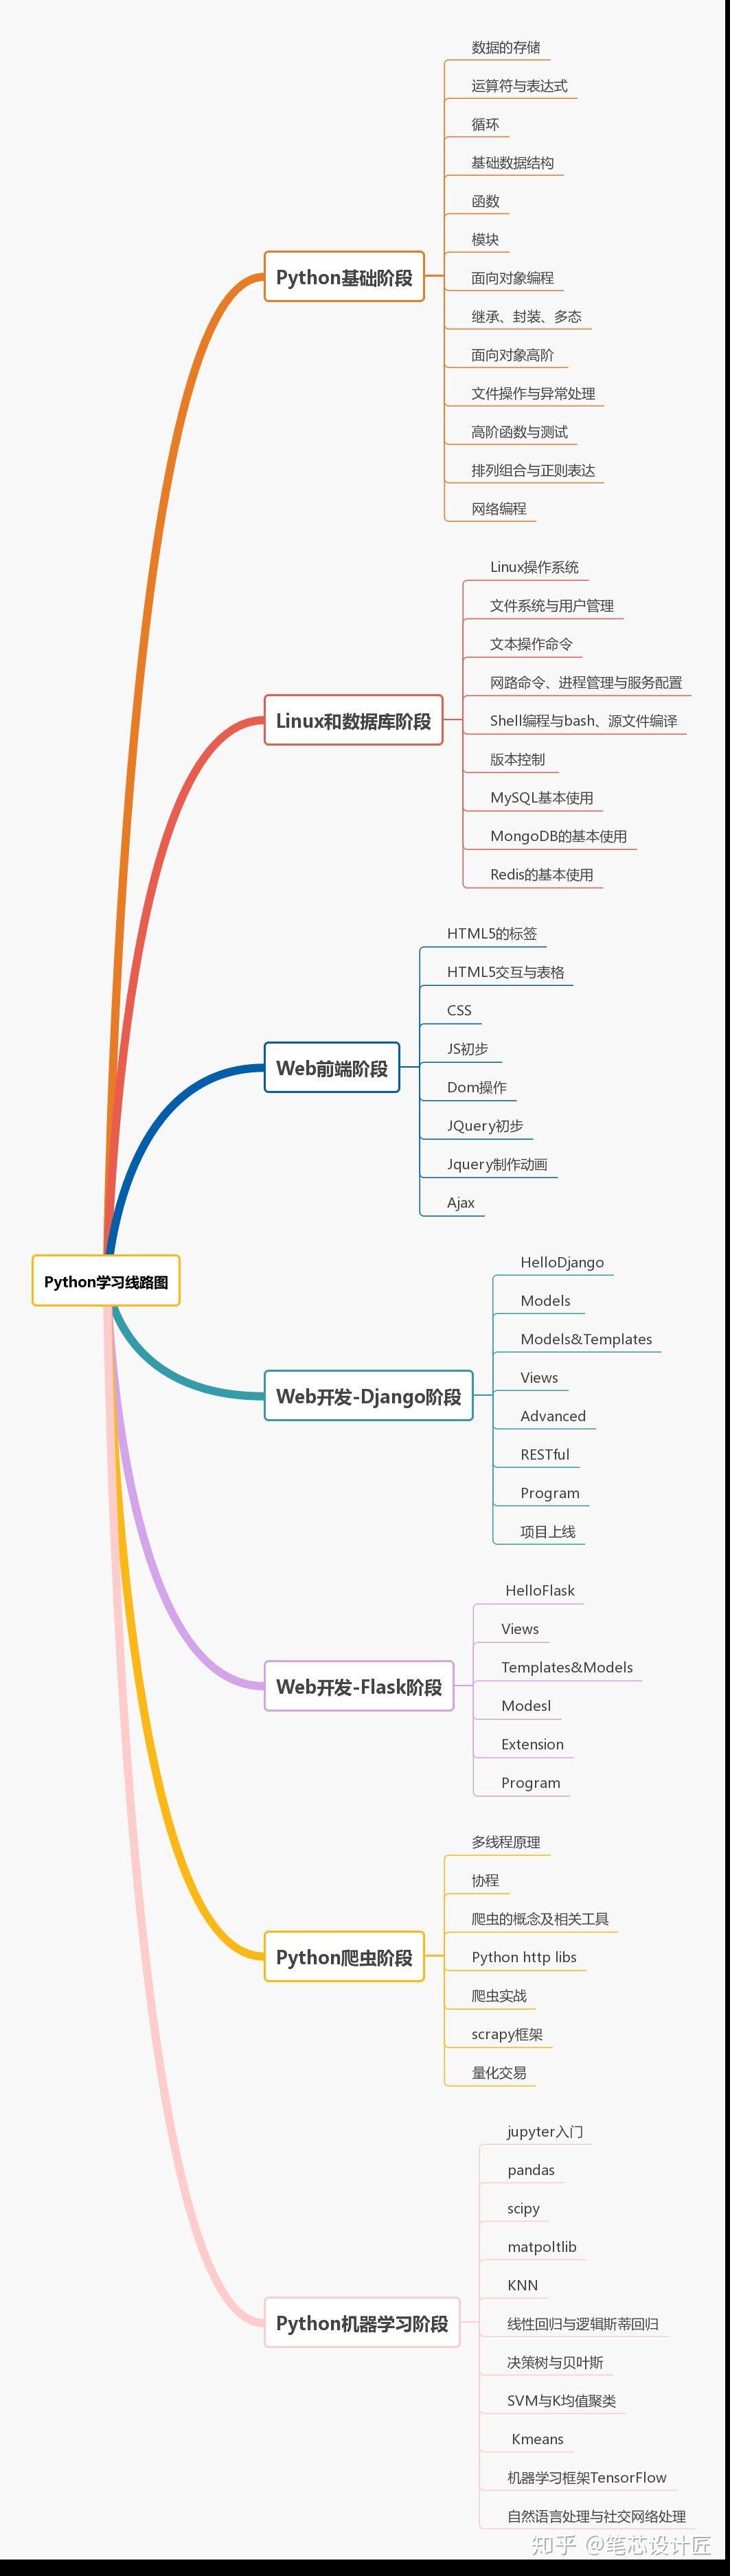 Python学习线路图
Python基础阶段
数据的存储
运算符与表达式
循环
基础数据结构
函数
模块
面向对象编程
继承、封装、多态
面向对象高阶
文件操作与异常处理
高阶函数与测试
排列组合与正则表达
网络编程
Linux和数据库阶段
Linux操作系统
文件系统与用户管理
文本操作命令
网路命令、进程管理与服务配置
Shell编程与bash、源文件编译
版本控制
MySQL基本使用
MongoDB的基本使用
Redis的基本使用
Web前端阶段
HTML5的标签
HTML5交互与表格
CSS
JS初步
Dom操作
JQuery初步
Jquery制作动画
Ajax
Web开发-Django阶段
HelloDjango
Models
Models&Templates
Views
Advanced
RESTful
Program
项目上线
Web开发-Flask阶段
HelloFlask
Views
Templates&Models
Modesl
Extension
Program
Python爬虫阶段
多线程原理
协程
爬虫的概念及相关工具
Python http libs
爬虫实战
scrapy框架
量化交易
Python机器学习阶段
jupyter入门
pandas
scipy
matpoltlib
KNN
线性回归与逻辑斯蒂回归
决策树与贝叶斯
SVM与K均值聚类
Kmeans
机器学习框架TensorFlow
自然语言处理与社交网络处理
知乎 @笔芯设计匠